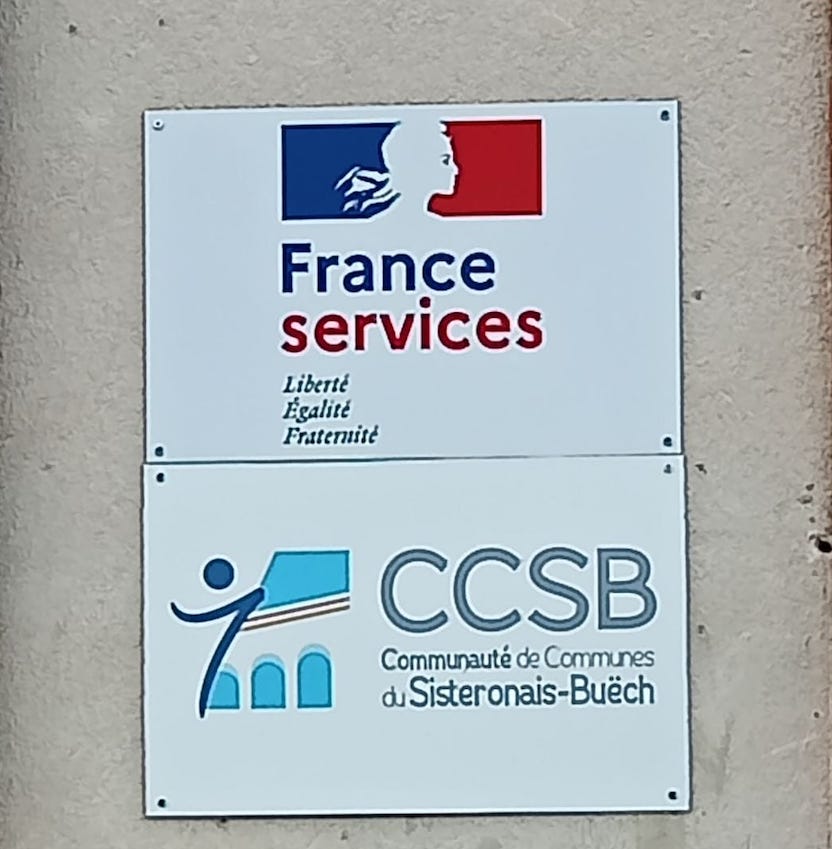 France
services
Liberté
Égalité
Fraternité
CCSB
Communauté de Communes
du Sisteronais-Buëch